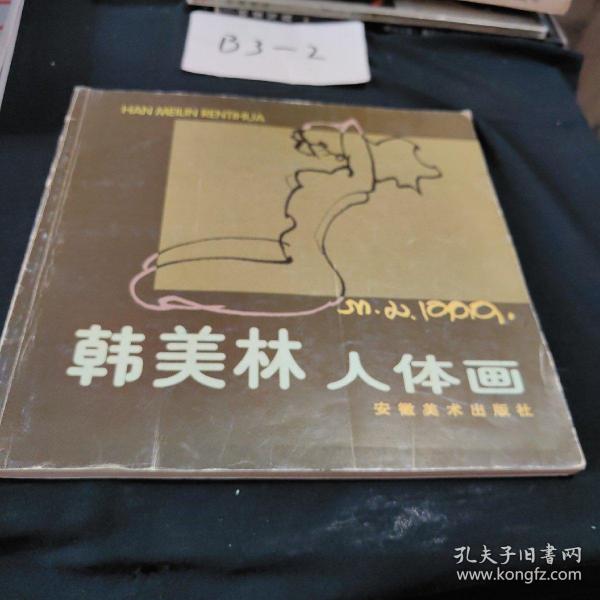 B3-2
HAN MEILIN RENTIHUA
韩美林 人体画
安徽美术出版社
孔夫子旧书网
www.kongfz.com